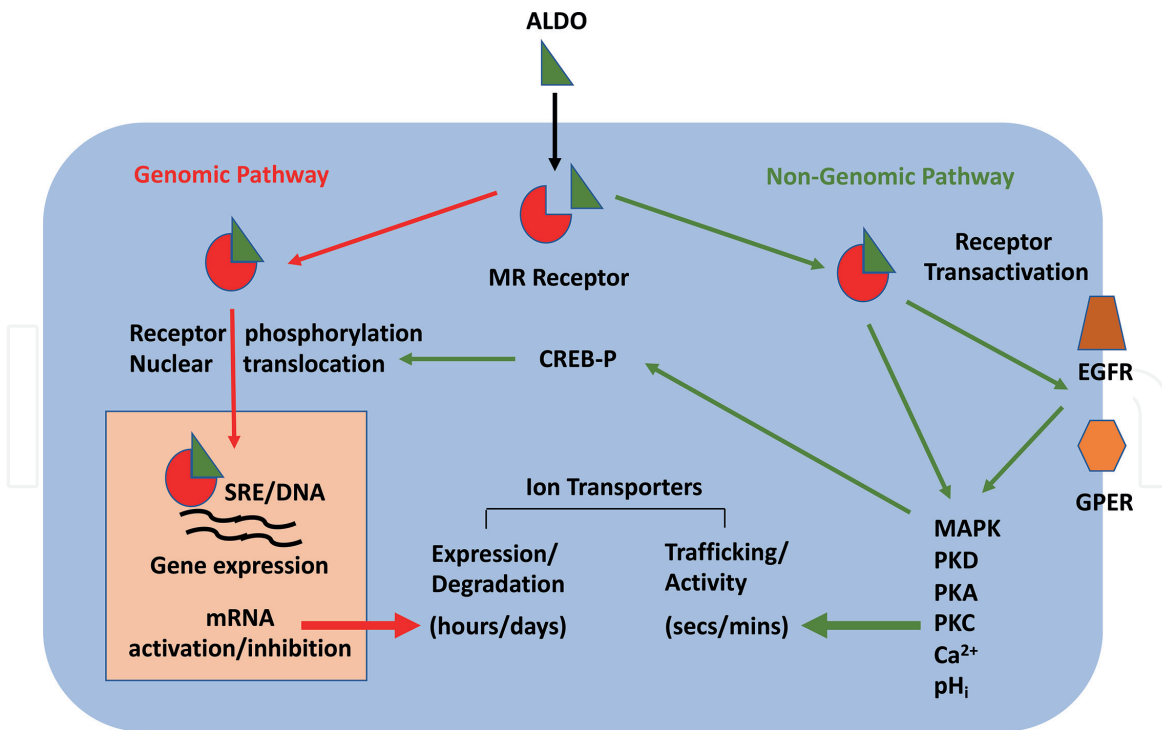 ALDO
Genomic Pathway
Non-Genomic Pathway
MR Receptor
Receptor
Transactivation
Receptor phosphorylation
Nuclear translocation
CREB-P
EGFR
GPER
SRE/DNA
Gene expression
mRNA
activation/inhibition
Ion Transporters
Expression/
Degradation
(hours/days)
Trafficking/
Activity
(secs/mins)
MAPK
PKD
PKA
PKC
Ca²⁺
pHᵢ